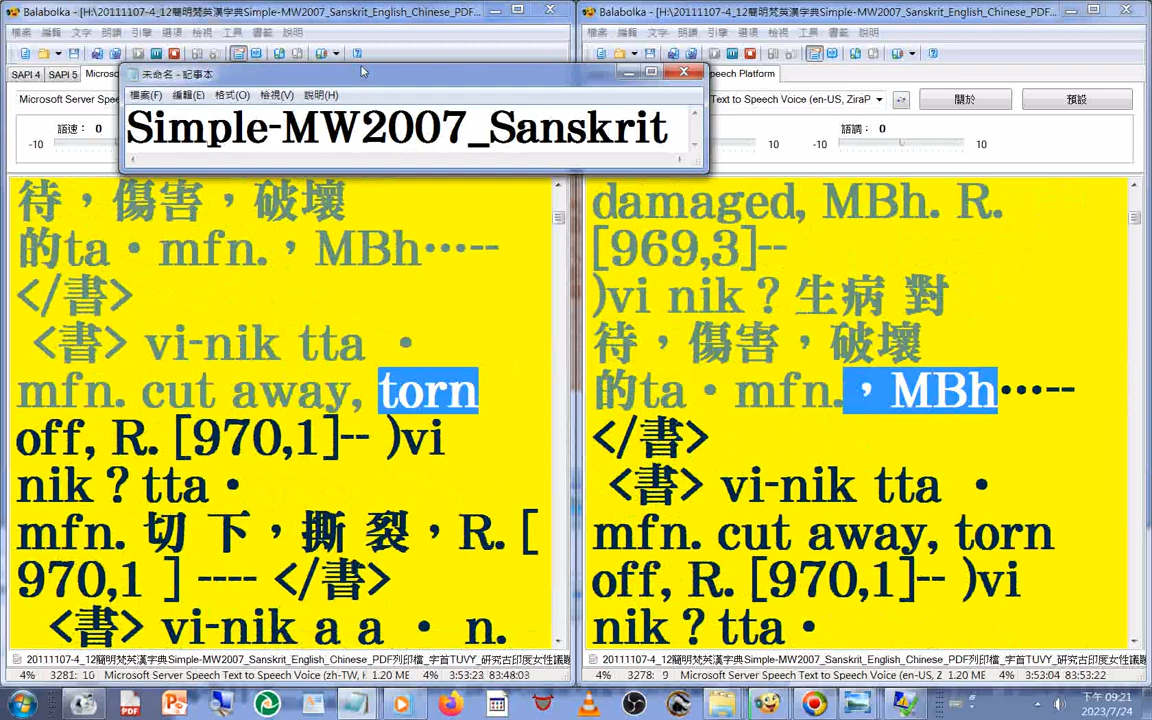 Balabolka - [H:\20111107-4_12簡明梵英漢字典Simple-MW2007_Sanskrit_English_Chinese_PDF...
檔案 編輯 文字 朗讀 引擎 選項 檢視 工具 書籤 說明
SAPI 4 SAPI 5 Micros
Microsoft Server Speech
語速： 0
-10
未命名 - 記事本
檔案(F) 編輯(E) 格式(O) 檢視(V) 說明(H)
Simple-MW2007_Sanskrit
待，傷害，破壞
的ta·mfn.，MBh…--
</書>
<書> vi-nik tta ·
mfn. cut away, torn
off, R. [970,1]-- )vi
nik？tta·
mfn. 切 下，撕 裂，R. [
970,1 ] ---- </書>
<書> vi-nik a a · n.
20111107-4_12簡明梵英漢字典Simple-MW2007_Sanskrit_English_Chinese_PDF列印檔_字首TUVY_研究古印度女性議題
4% 3281: 10 Microsoft Server Speech Text to Speech Voice (zh-TW, H 1.20 ME 4% 3:53:23 83:48:03
Balabolka - [H:\20111107-4_12簡明梵英漢字典Simple-MW2007_Sanskrit_English_Chinese_PDF...
檔案 編輯 文字 朗讀 引擎 選項 檢視 工具 書籤 說明
peech Platform
Text to Speech Voice (en-US, ZiraP
關於
預設
10
語調： 0
-10
10
damaged, MBh. R.
[969,3]--
)vi nik？生病 對
待，傷害，破壞
的ta·mfn.，MBh…--
</書>
<書> vi-nik tta ·
mfn. cut away, torn
off, R. [970,1]-- )vi
nik？tta·
20111107-4_12簡明梵英漢字典Simple-MW2007_Sanskrit_English_Chinese_PDF列印檔_字首TUVY_研究古印度女性議題
4% 3278: 9 Microsoft Server Speech Text to Speech Voice (en-US, Z 1.20 ME 4% 3:53:04 83:53:22
下午 09:21
2023/7/24